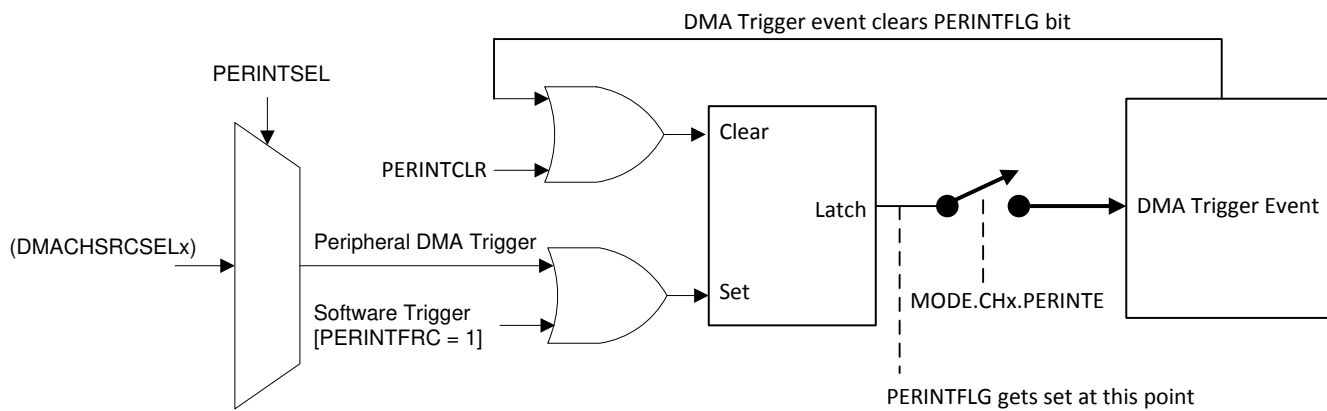 DMA Trigger event clears PERINTFLG bit
PERINTSEL
Clear
PERINTCLR
Latch
DMA Trigger Event
(DMACHSRCSELx)
Peripheral DMA Trigger
Set
MODE.CHx.PERINTE
Software Trigger
[PERINTFRC = 1]
PERINTFLG gets set at this point